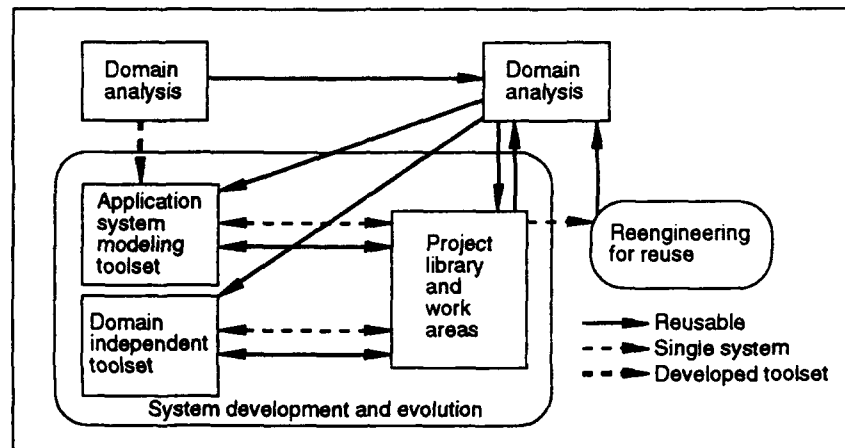 Domain
analysis
Domain
analysis
Application
system
modeling
toolset
Project
library
and
work
areas
Reengineering
for reuse
Domain
independent
toolset
Reusable
Single system
Developed toolset
System development and evolution